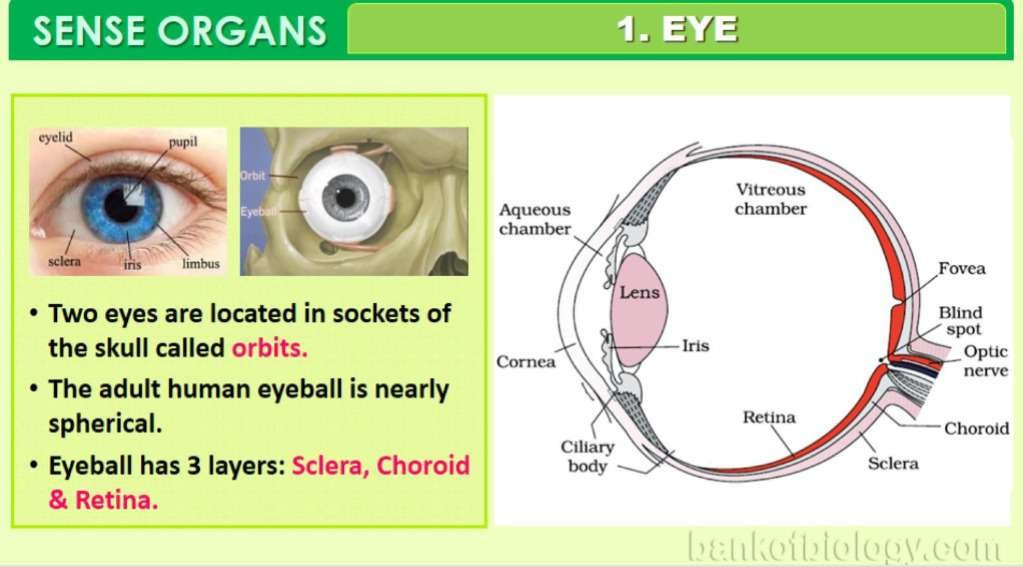 SENSE ORGANS
1. EYE
eyelid
pupil
sclera
iris
limbus
Orbit
Eyeball
• Two eyes are located in sockets of
the skull called orbits.
• The adult human eyeball is nearly
spherical.
• Eyeball has 3 layers: Sclera, Choroid
& Retina.
Aqueous
chamber
Vitreous
chamber
Lens
Fovea
Blind
spot
Optic
nerve
Iris
Cornea
Retina
Choroid
Ciliary
body
Sclera
bankofbiology.com